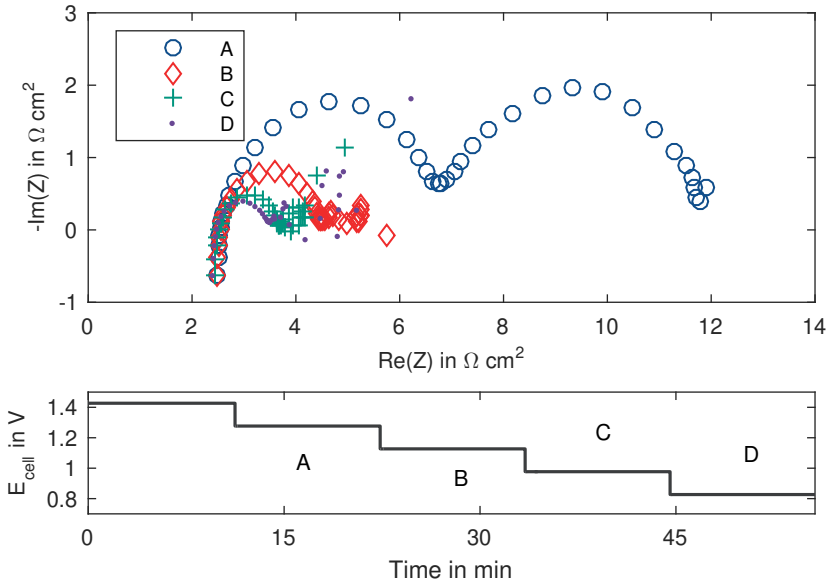 3
2
1
0
-1
-Im(Z) in Ω cm²
A
B
C
D
0 2 4 6 8 10 12 14
Re(Z) in Ω cm²
1.4
1.2
1
0.8
E_cell in V
A
B
C
D
0 15 30 45
Time in min